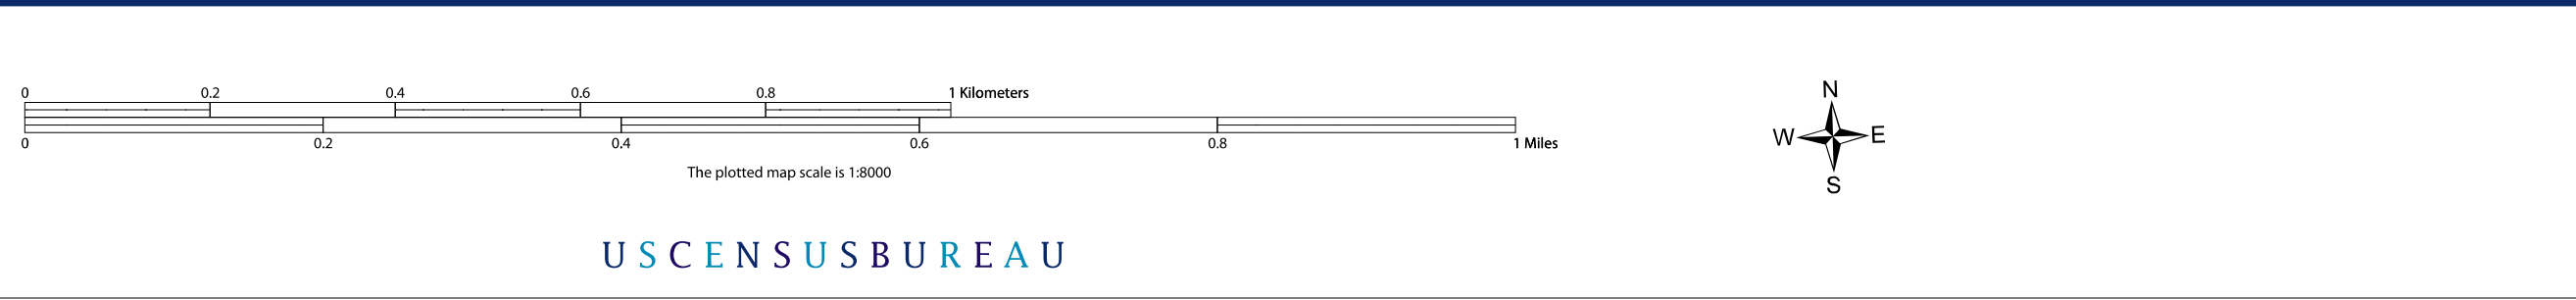 0 0.2 0.4 0.6 0.8 1 Kilometers
0 0.2 0.4 0.6 0.8 1 Miles
The plotted map scale is 1:8000
N
W E
S
USCENSUSBUREAU